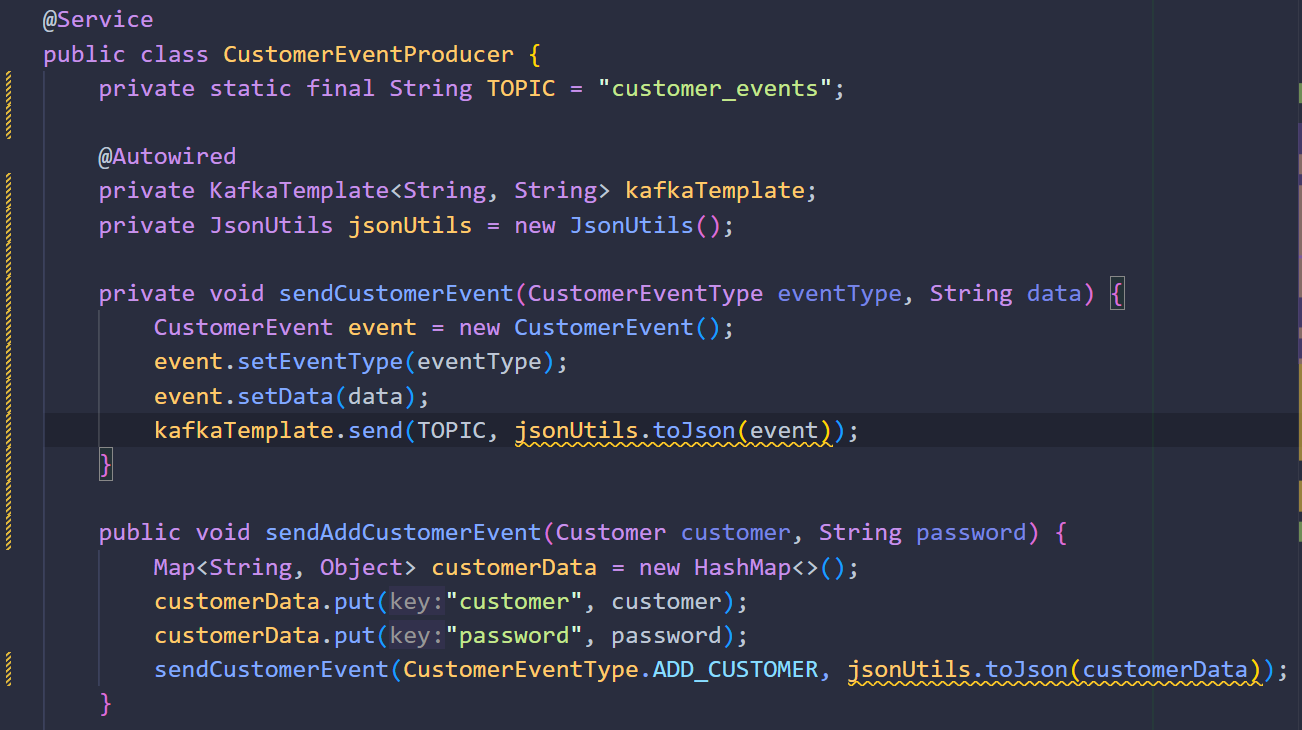 @Service
public class CustomerEventProducer {
    private static final String TOPIC = "customer_events";

    @Autowired
    private KafkaTemplate<String, String> kafkaTemplate;
    private JsonUtils jsonUtils = new JsonUtils();

    private void sendCustomerEvent(CustomerEventType eventType, String data) {
        CustomerEvent event = new CustomerEvent();
        event.setEventType(eventType);
        event.setData(data);
        kafkaTemplate.send(TOPIC, jsonUtils.toJson(event));
    }

    public void sendAddCustomerEvent(Customer customer, String password) {
        Map<String, Object> customerData = new HashMap<>();
        customerData.put(key:"customer", customer);
        customerData.put(key:"password", password);
        sendCustomerEvent(CustomerEventType.ADD_CUSTOMER, jsonUtils.toJson(customerData));
    }